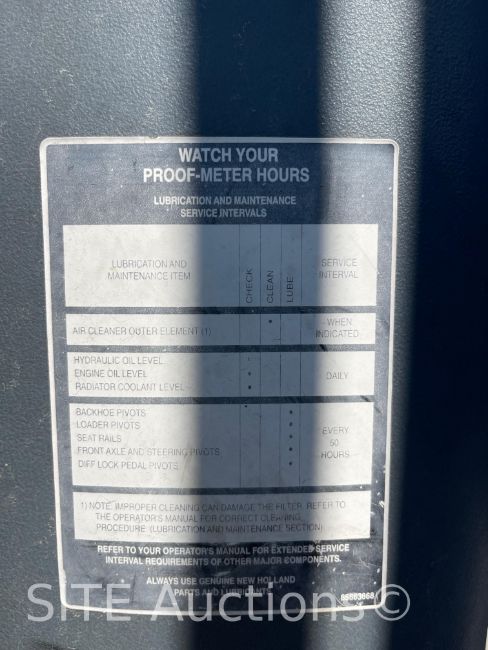 WATCH YOUR
PROOF-METER HOURS
LUBRICATION AND MAINTENANCE
SERVICE INTERVALS
LUBRICATION AND
MAINTENANCE ITEM
CHECK
CLEAN
LUBE
SERVICE
INTERVAL
AIR CLEANER OUTER ELEMENT (1)
WHEN
INDICATED
HYDRAULIC OIL LEVEL
ENGINE OIL LEVEL
RADIATOR COOLANT LEVEL
DAILY
BACKHOE PIVOTS
LOADER PIVOTS
SEAT RAILS
FRONT AXLE AND STEERING PIVOTS
DIFF LOCK PEDAL PIVOTS
EVERY
50
HOURS
1) NOTE: IMPROPER CLEANING CAN DAMAGE THE FILTER. REFER TO
THE OPERATOR'S MANUAL FOR CORRECT CLEANING
PROCEDURE (LUBRICATION AND MAINTENANCE SECTION)
REFER TO YOUR OPERATOR'S MANUAL FOR EXTENDED SERVICE
INTERVAL REQUIREMENTS OF OTHER MAJOR COMPONENTS.
ALWAYS USE GENUINE NEW HOLLAND
PARTS AND LUBRICANTS
SITE Auctions©